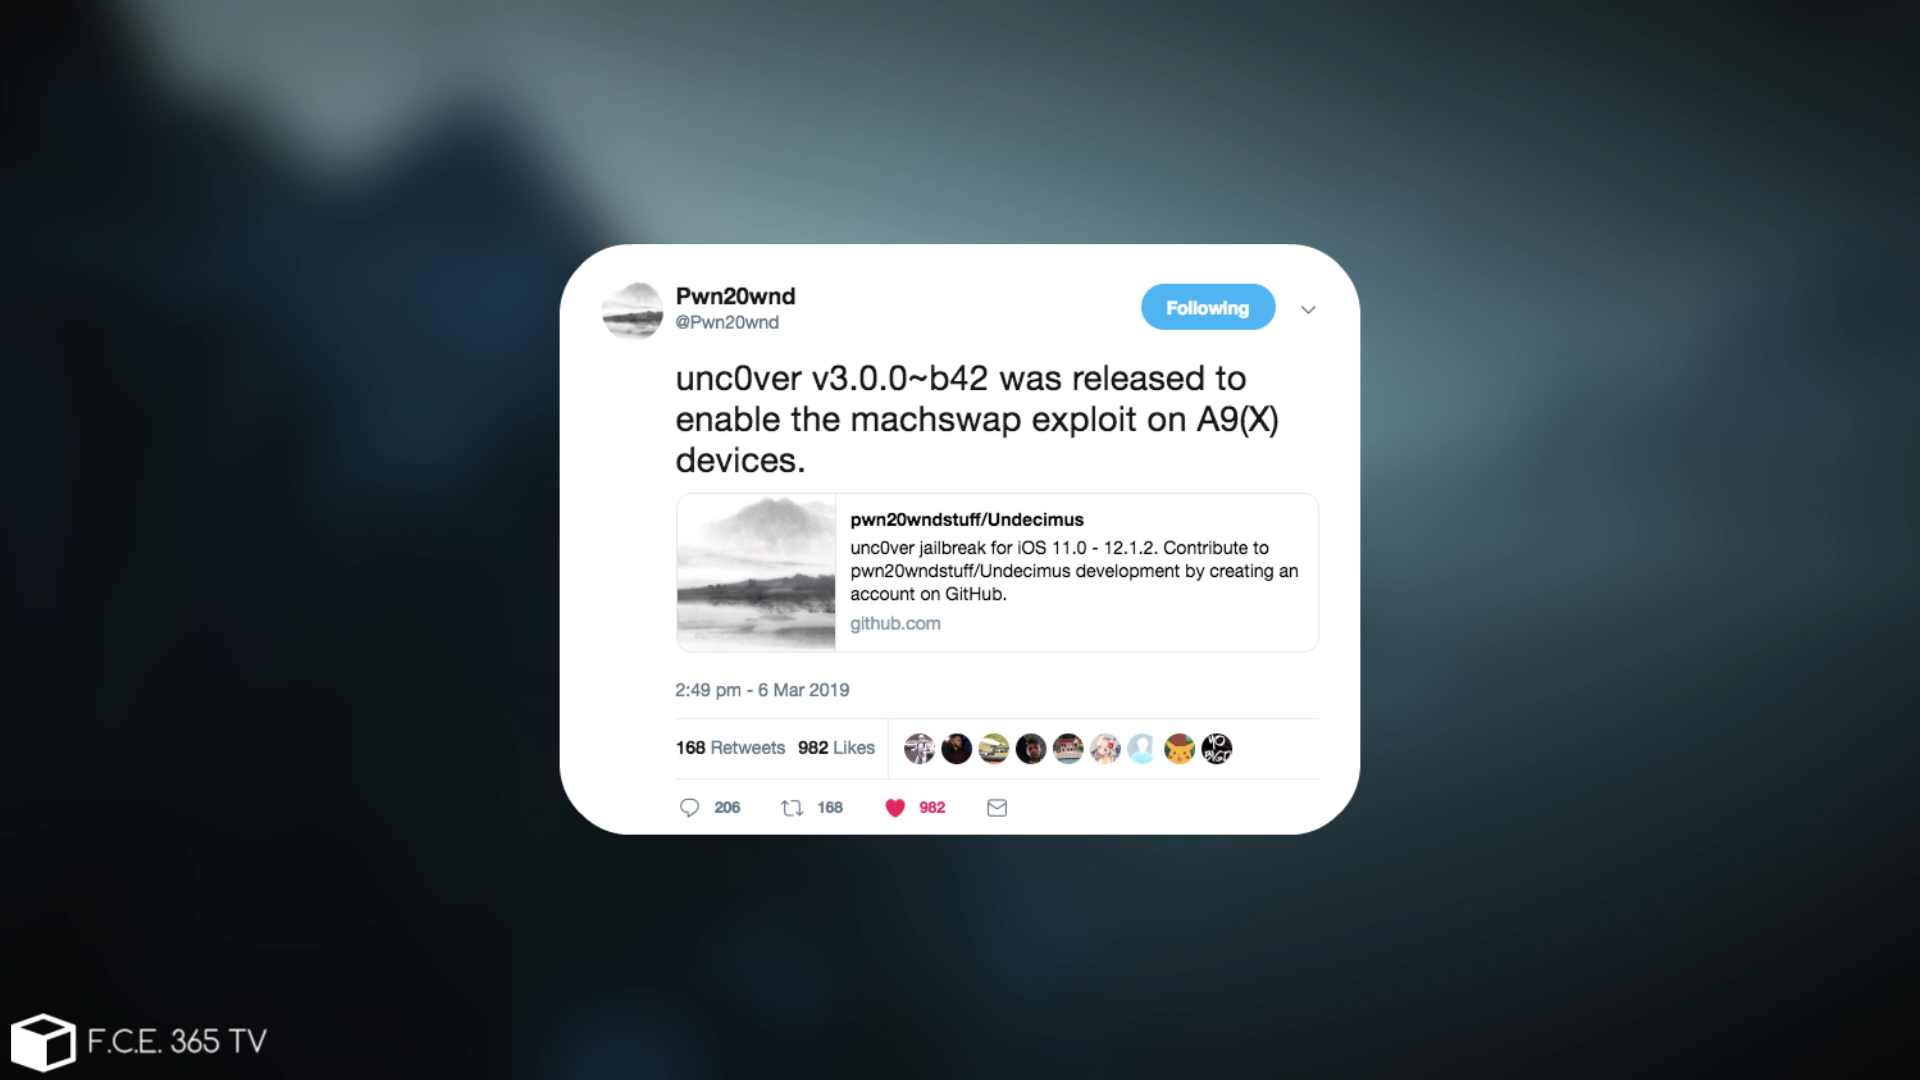 Pwn20wnd
@Pwn20wnd
Following
unc0ver v3.0.0~b42 was released to
enable the machswap exploit on A9(X)
devices.
pwn20wndstuff/Undecimus
unc0ver jailbreak for iOS 11.0 - 12.1.2. Contribute to
pwn20wndstuff/Undecimus development by creating an
account on GitHub.
github.com
2:49 pm - 6 Mar 2019
168 Retweets 982 Likes
206 168 982
F.C.E. 365 TV